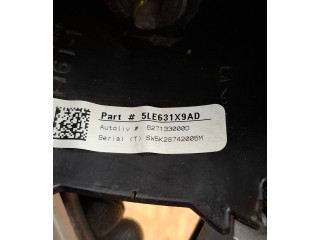 Part # 5LE631X9AD
Autoliv # 627133000D
Serial (T) SW5K28742005M